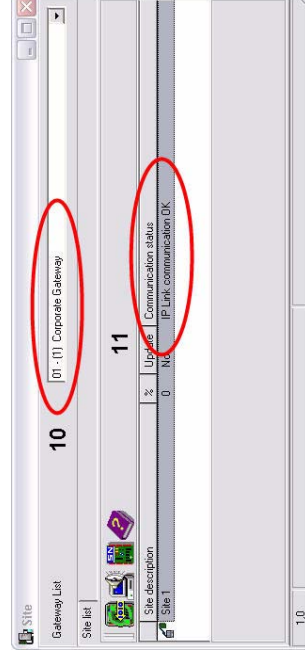 Site
Gateway List 10 01 - (1) Corporate Gateway
Site list
SN ?
11
Site description % Update Communication status
Site 1 0 No IP Link communication OK
1.0